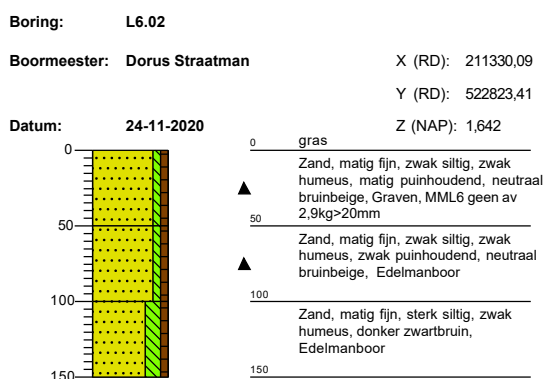 Boring: L6.02
Boormeester: Dorus Straatman X (RD): 211330,09
Y (RD): 522823,41
Datum: 24-11-2020 Z (NAP): 1,642
0
50
100
150
0 gras
Zand, matig fijn, zwak siltig, zwak
humeus, matig puinhoudend, neutraal
bruinbeige, Graven, MML6 geen av
2,9kg>20mm
50
Zand, matig fijn, zwak siltig, zwak
humeus, zwak puinhoudend, neutraal
bruinbeige, Edelmanboor
100
Zand, matig fijn, sterk siltig, zwak
humeus, donker zwartbruin,
Edelmanboor
150